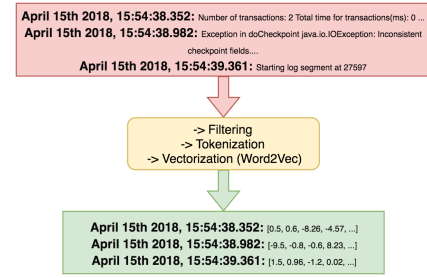 April 15th 2018, 15:54:38.352: Number of transactions: 2 Total time for transactions(ms): 0 ...
April 15th 2018, 15:54:38.982: Exception in doCheckpoint java.io.IOException: Inconsistent
checkpoint fields....
April 15th 2018, 15:54:39.361: Starting log segment at 27597
-> Filtering
-> Tokenization
-> Vectorization (Word2Vec)
April 15th 2018, 15:54:38.352: [0.5, 0.6, -8.26, -4.57, ...]
April 15th 2018, 15:54:38.982: [-9.5, -0.8, -0.6, 8.23, ...]
April 15th 2018, 15:54:39.361: [1.5, 0.96, -1.2, 0.02, ...]